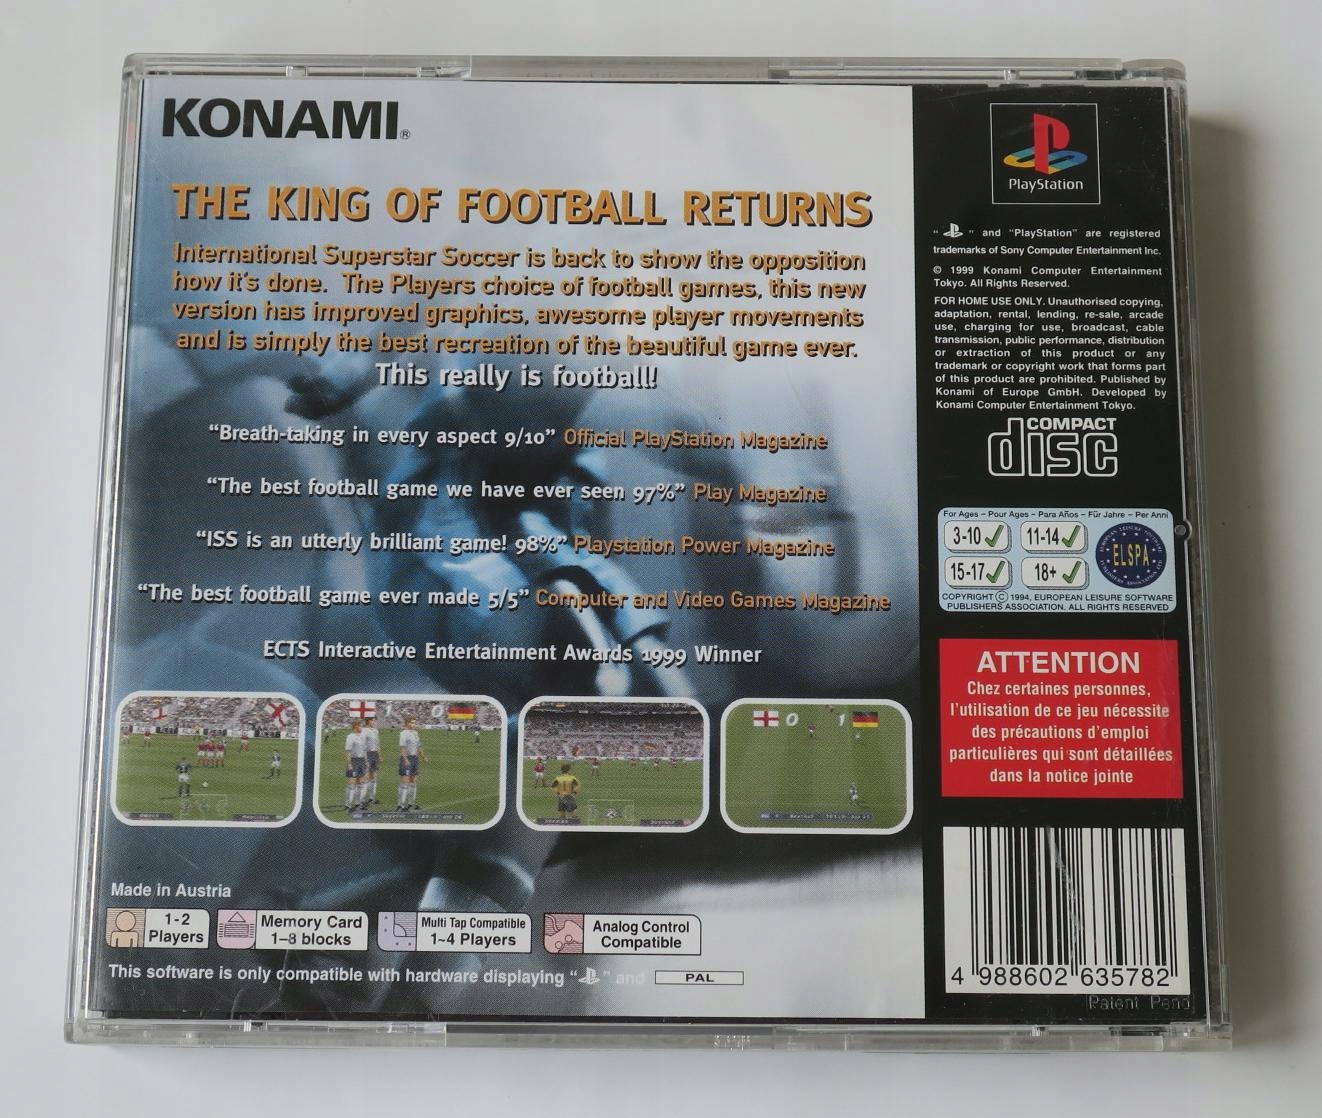 KONAMI®
THE KING OF FOOTBALL RETURNS
International Superstar Soccer is back to show the opposition
how it's done. The Players choice of football games, this new
version has improved graphics, awesome player movements
and is simply the best recreation of the beautiful game ever.
This really is football!
“Breath-taking in every aspect 9/10” Official PlayStation Magazine
“The best football game we have ever seen 97%” Play Magazine
“ISS is an utterly brilliant game! 98%” Playstation Power Magazine
“The best football game ever made 5/5” Computer and Video Games Magazine
ECTS Interactive Entertainment Awards 1999 Winner
1 0
0 1
Made in Austria
1-2
Players
Memory Card
1–8 blocks
Multi Tap Compatible
1~4 Players
Analog Control
Compatible
This software is only compatible with hardware displaying “ ” and PAL
PlayStation
“ ” and "PlayStation" are registered
trademarks of Sony Computer Entertainment Inc.
© 1999 Konami Computer Entertainment
Tokyo. All Rights Reserved.
FOR HOME USE ONLY. Unauthorised copying,
adaptation, rental, lending, re-sale, arcade
use, charging for use, broadcast, cable
transmission, public performance, distribution
or extraction of this product or any
trademark or copyright work that forms part
of this product are prohibited. Published by
Konami of Europe GmbH. Developed by
Konami Computer Entertainment Tokyo.
COMPACT
disc
For Ages – Pour Ages – Para Años – Für Jahre – Per Anni
3-10 11-14
15-17 18+
ELSPA
COPYRIGHT © 1994, EUROPEAN LEISURE SOFTWARE
PUBLISHERS ASSOCIATION. ALL RIGHTS RESERVED
ATTENTION
Chez certaines personnes,
l'utilisation de ce jeu nécessite
des précautions d'emploi
particulières qui sont détaillées
dans la notice jointe
4 988602 635782
Patent Pend